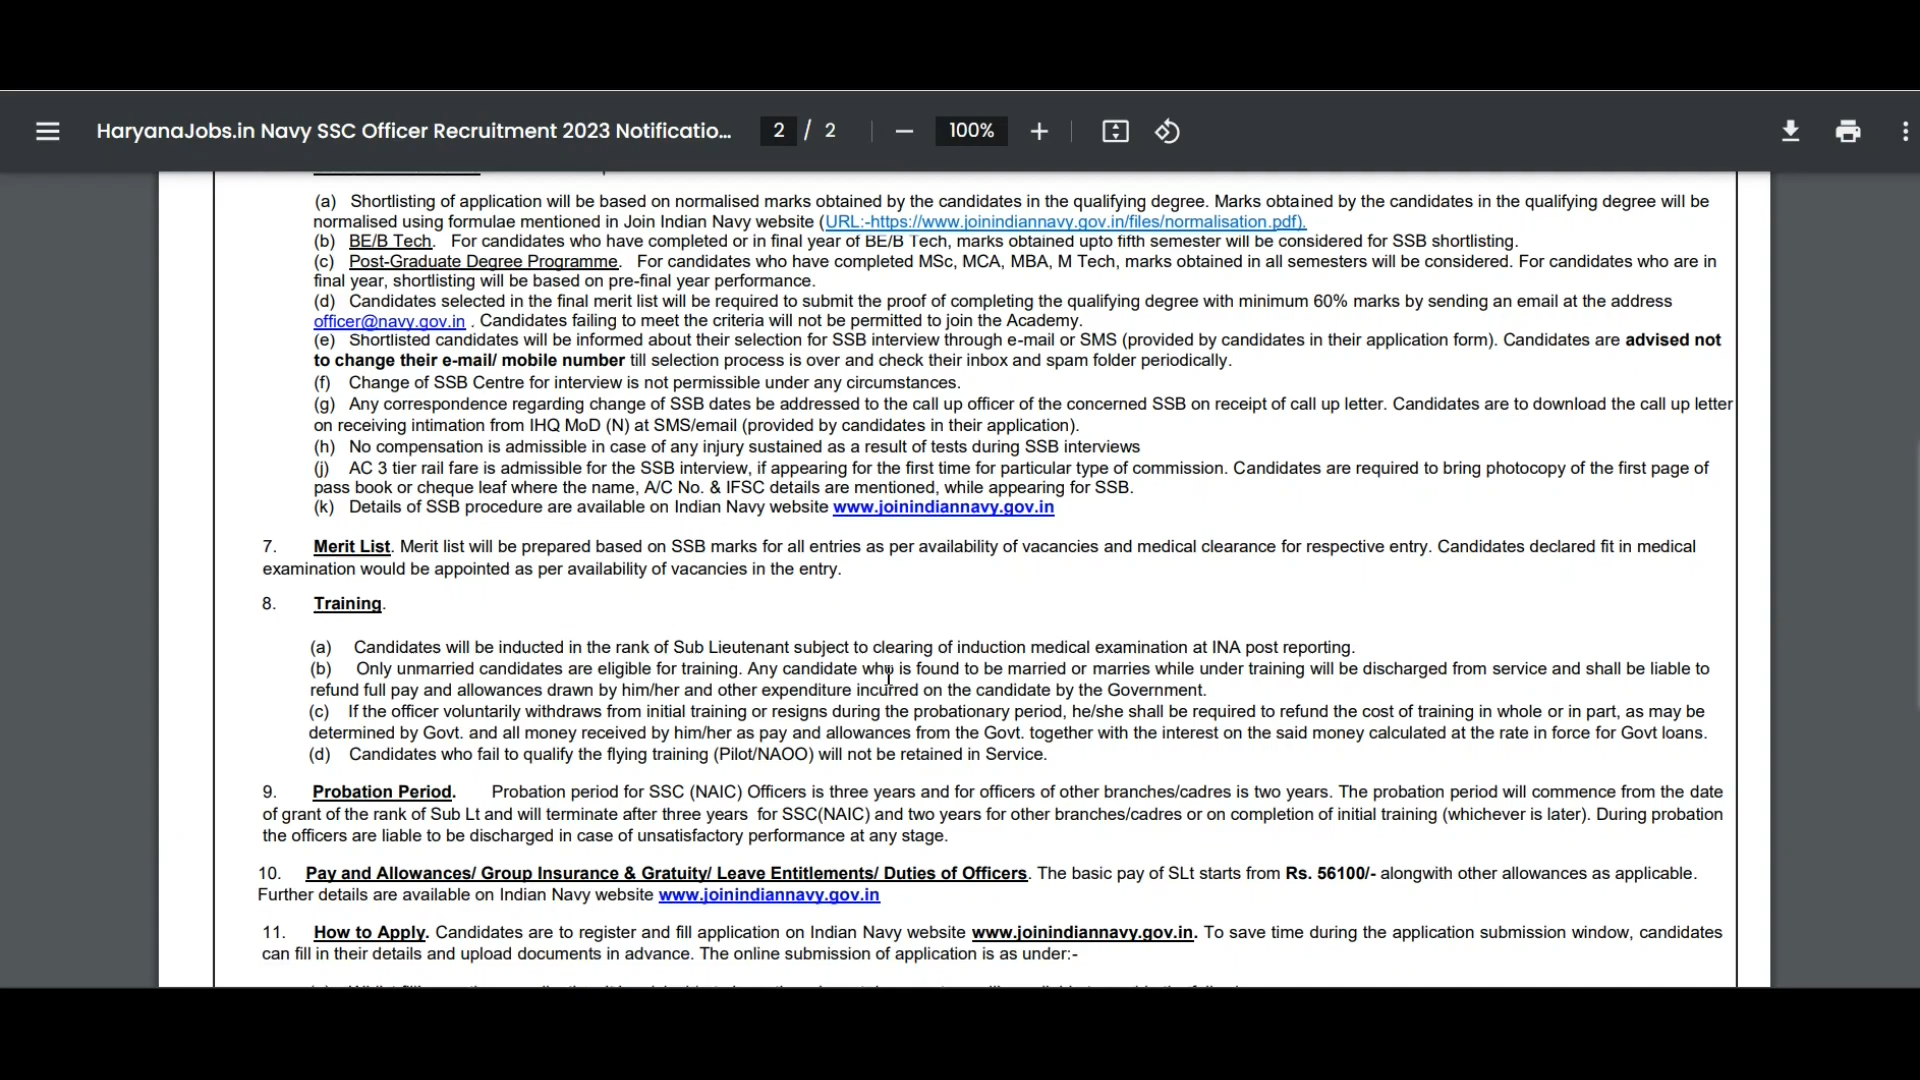 HaryanaJobs.in Navy SSC Officer Recruitment 2023 Notificatio... 2 / 2 100%
(a) Shortlisting of application will be based on normalised marks obtained by the candidates in the qualifying degree. Marks obtained by the candidates in the qualifying degree will be
normalised using formulae mentioned in Join Indian Navy website (URL:-https://www.joinindiannavy.gov.in/files/normalisation.pdf).
(b) BE/B Tech. For candidates who have completed or in final year of BE/B Tech, marks obtained upto fifth semester will be considered for SSB shortlisting.
(c) Post-Graduate Degree Programme. For candidates who have completed MSc, MCA, MBA, M Tech, marks obtained in all semesters will be considered. For candidates who are in
final year, shortlisting will be based on pre-final year performance.
(d) Candidates selected in the final merit list will be required to submit the proof of completing the qualifying degree with minimum 60% marks by sending an email at the address
officer@navy.gov.in . Candidates failing to meet the criteria will not be permitted to join the Academy.
(e) Shortlisted candidates will be informed about their selection for SSB interview through e-mail or SMS (provided by candidates in their application form). Candidates are advised not
to change their e-mail/ mobile number till selection process is over and check their inbox and spam folder periodically.
(f) Change of SSB Centre for interview is not permissible under any circumstances.
(g) Any correspondence regarding change of SSB dates be addressed to the call up officer of the concerned SSB on receipt of call up letter. Candidates are to download the call up letter
on receiving intimation from IHQ MoD (N) at SMS/email (provided by candidates in their application).
(h) No compensation is admissible in case of any injury sustained as a result of tests during SSB interviews
(j) AC 3 tier rail fare is admissible for the SSB interview, if appearing for the first time for particular type of commission. Candidates are required to bring photocopy of the first page of
pass book or cheque leaf where the name, A/C No. & IFSC details are mentioned, while appearing for SSB.
(k) Details of SSB procedure are available on Indian Navy website www.joinindiannavy.gov.in
7. Merit List. Merit list will be prepared based on SSB marks for all entries as per availability of vacancies and medical clearance for respective entry. Candidates declared fit in medical
examination would be appointed as per availability of vacancies in the entry.
8. Training.
(a) Candidates will be inducted in the rank of Sub Lieutenant subject to clearing of induction medical examination at INA post reporting.
(b) Only unmarried candidates are eligible for training. Any candidate who is found to be married or marries while under training will be discharged from service and shall be liable to
refund full pay and allowances drawn by him/her and other expenditure incurred on the candidate by the Government.
(c) If the officer voluntarily withdraws from initial training or resigns during the probationary period, he/she shall be required to refund the cost of training in whole or in part, as may be
determined by Govt. and all money received by him/her as pay and allowances from the Govt. together with the interest on the said money calculated at the rate in force for Govt loans.
(d) Candidates who fail to qualify the flying training (Pilot/NAOO) will not be retained in Service.
9. Probation Period. Probation period for SSC (NAIC) Officers is three years and for officers of other branches/cadres is two years. The probation period will commence from the date
of grant of the rank of Sub Lt and will terminate after three years for SSC(NAIC) and two years for other branches/cadres or on completion of initial training (whichever is later). During probation
the officers are liable to be discharged in case of unsatisfactory performance at any stage.
10. Pay and Allowances/ Group Insurance & Gratuity/ Leave Entitlements/ Duties of Officers. The basic pay of SLt starts from Rs. 56100/- alongwith other allowances as applicable.
Further details are available on Indian Navy website www.joinindiannavy.gov.in
11. How to Apply. Candidates are to register and fill application on Indian Navy website www.joinindiannavy.gov.in. To save time during the application submission window, candidates
can fill in their details and upload documents in advance. The online submission of application is as under:-